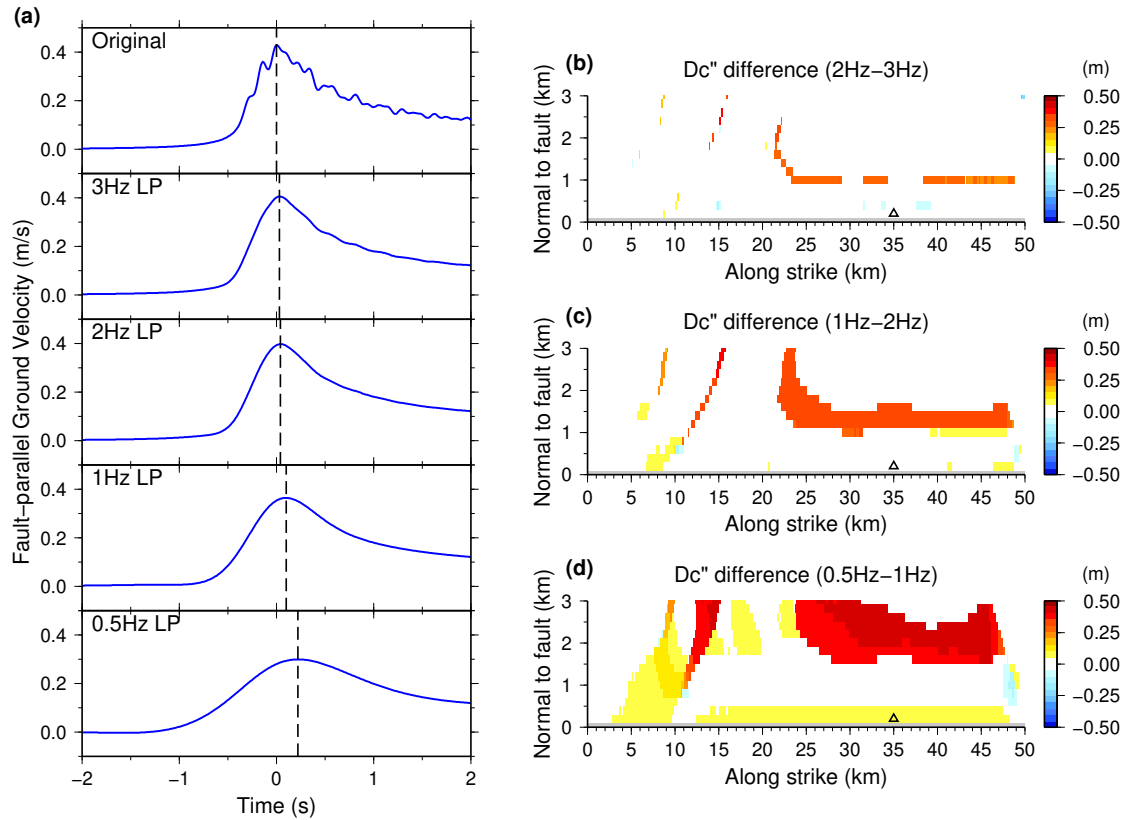 (a)
Original
3Hz LP
2Hz LP
1Hz LP
0.5Hz LP
0.0
0.2
0.4
0.0
0.2
0.4
0.0
0.2
0.4
0.0
0.2
0.4
0.0
0.2
0.4
Fault−parallel Ground Velocity (m/s)
−2 −1 0 1 2
Time (s)
(b)
Dc" difference (2Hz−3Hz)
(m)
Normal to fault (km)
3
2
1
0
0 5 10 15 20 25 30 35 40 45 50
Along strike (km)
0.50
0.25
0.00
−0.25
−0.50
(c)
Dc" difference (1Hz−2Hz)
(m)
Normal to fault (km)
3
2
1
0
0 5 10 15 20 25 30 35 40 45 50
Along strike (km)
0.50
0.25
0.00
−0.25
−0.50
(d)
Dc" difference (0.5Hz−1Hz)
(m)
Normal to fault (km)
3
2
1
0
0 5 10 15 20 25 30 35 40 45 50
Along strike (km)
0.50
0.25
0.00
−0.25
−0.50